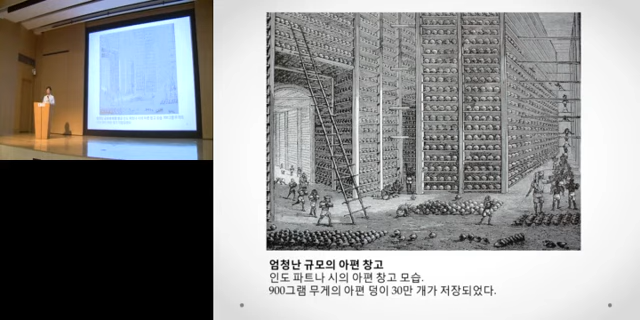 엄청난 규모의 아편 창고
인도 파트나 시의 아편 창고 모습.
900그램 무게의 아편 덩이 30만 개가 저장되었다.